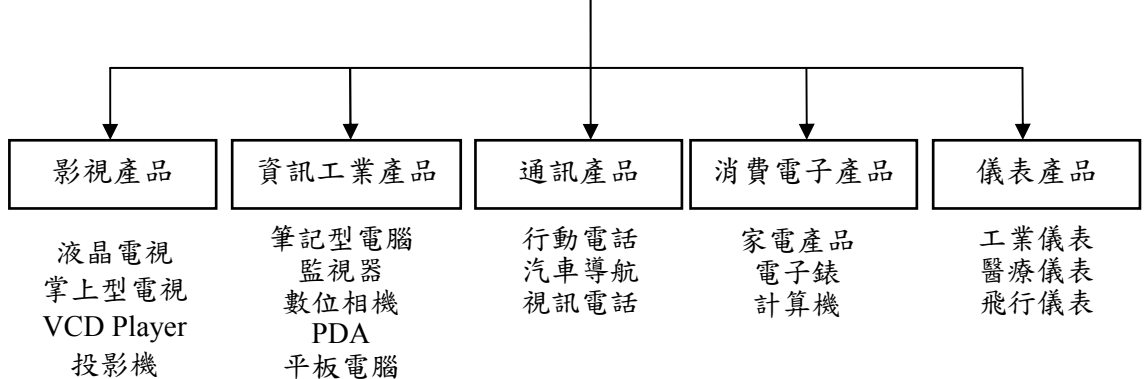 影視產品
液晶電視
掌上型電視
VCD Player
投影機
資訊工業產品
筆記型電腦
監視器
數位相機
PDA
平板電腦
通訊產品
行動電話
汽車導航
視訊電話
消費電子產品
家電產品
電子錶
計算機
儀表產品
工業儀表
醫療儀表
飛行儀表